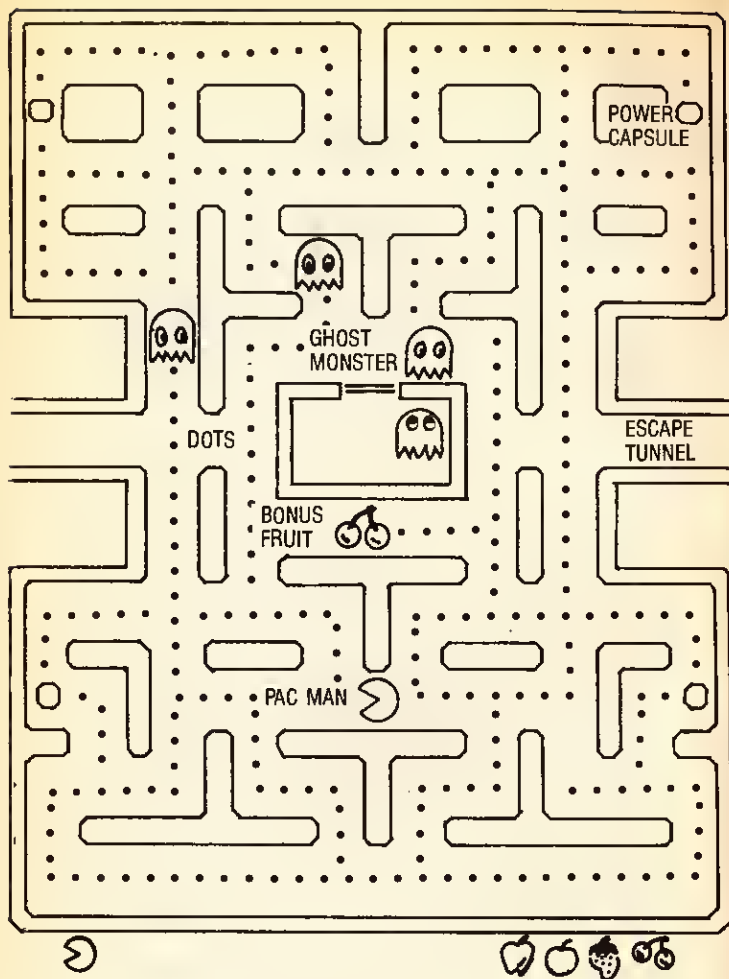 POWER
CAPSULE
GHOST
MONSTER
DOTS
ESCAPE
TUNNEL
BONUS
FRUIT
PAC MAN